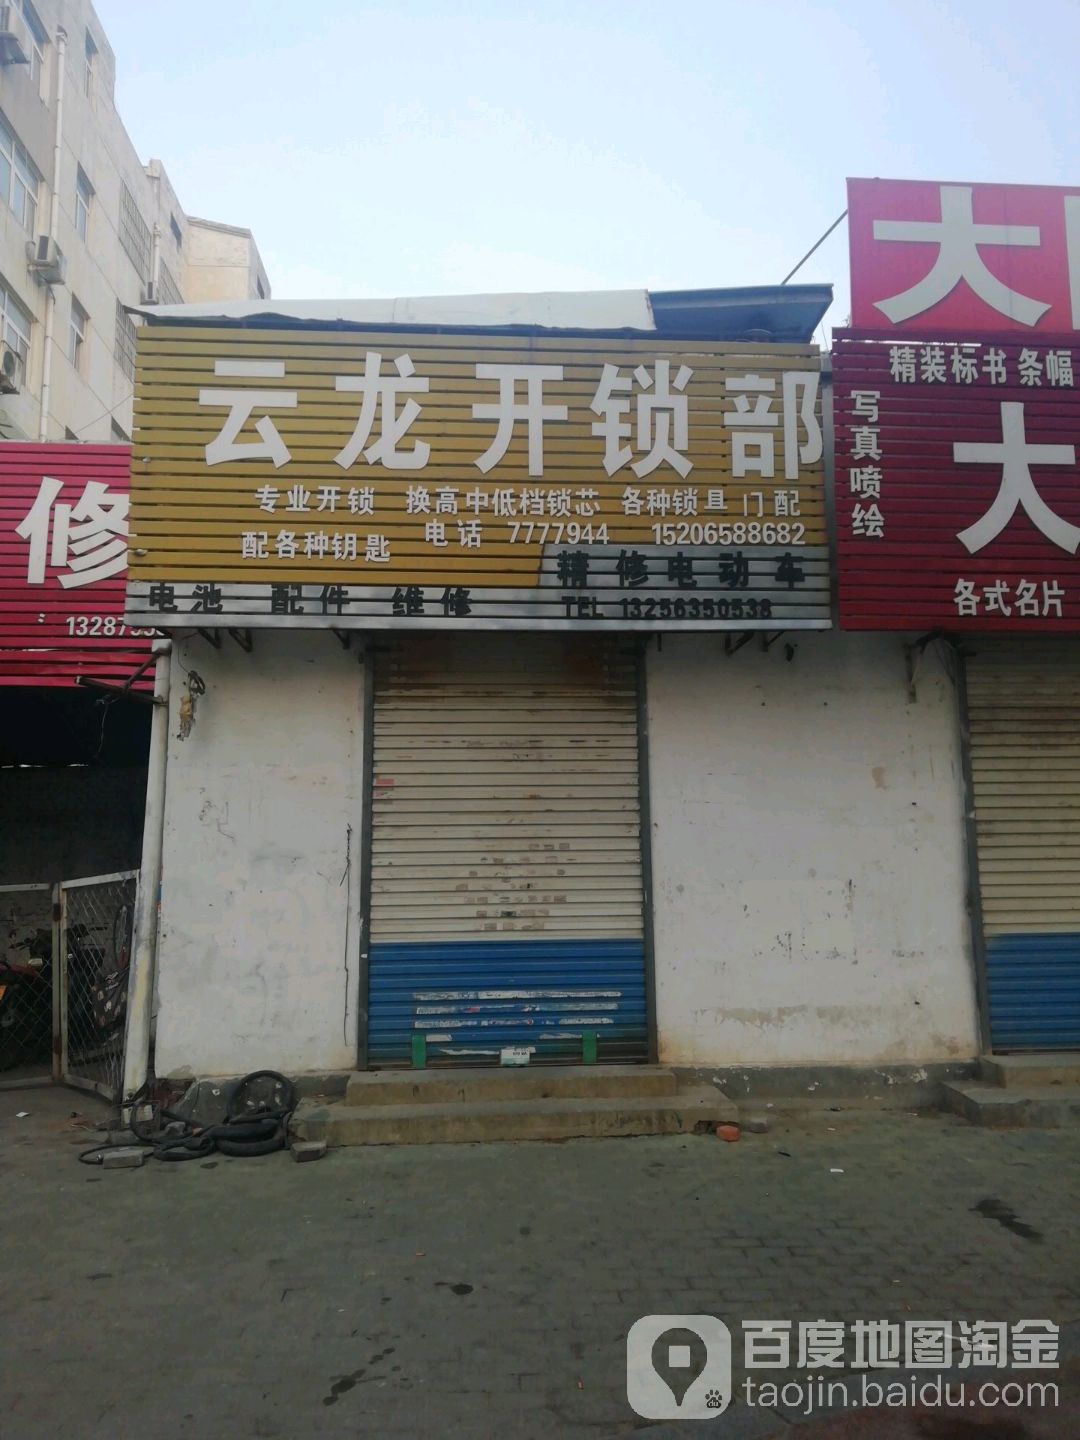 云龙开锁部
专业开锁 换高中低档锁芯 各种锁具 门配
配各种钥匙 电话 7777944 15206588682
精修电动车
电池 配件 维修 TEL 13256350538
修
大
精装标书 条幅
写真喷绘
大
各式名片
百度地图淘金
taojin.baidu.com